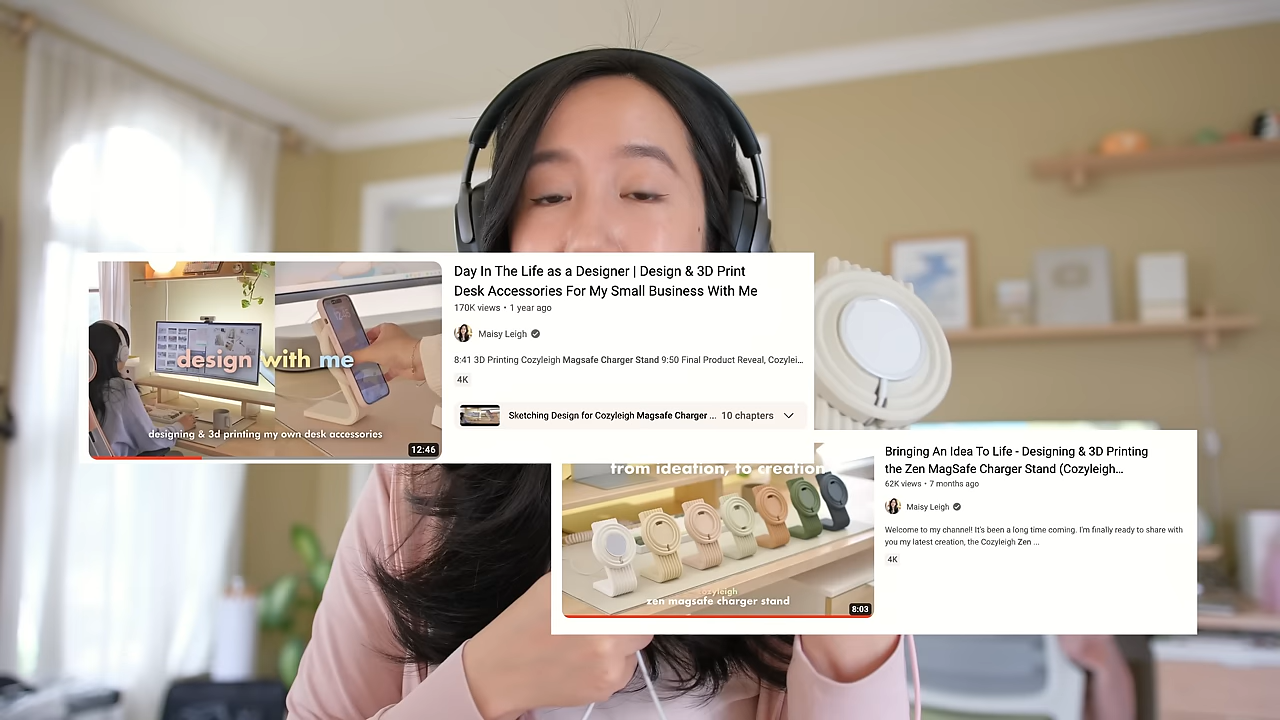 Day In The Life as a Designer | Design & 3D Print
Desk Accessories For My Small Business With Me
170K views • 1 year ago
Maisy Leigh
8:41 3D Printing Cozyleigh Magsafe Charger Stand 9:50 Final Product Reveal, Cozylei...
4K
Sketching Design for Cozyleigh Magsafe Charger ... 10 chapters
design with me
designing & 3d printing my own desk accessories
12:46
from ideation, to creation
cozyleigh
zen magsafe charger stand
8:03
Bringing An Idea To Life - Designing & 3D Printing
the Zen MagSafe Charger Stand (Cozyleigh...
62K views • 7 months ago
Maisy Leigh
Welcome to my channel! It's been a long time coming. I'm finally ready to share with
you my latest creation, the Cozyleigh Zen ...
4K